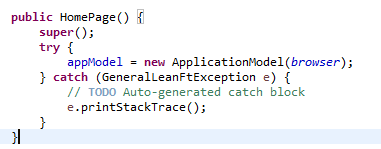 public HomePage() {
super();
try {
appModel = new ApplicationModel(browser);
} catch (GeneralLeanFtException e) {
// TODO Auto-generated catch block
e.printStackTrace();
}
}